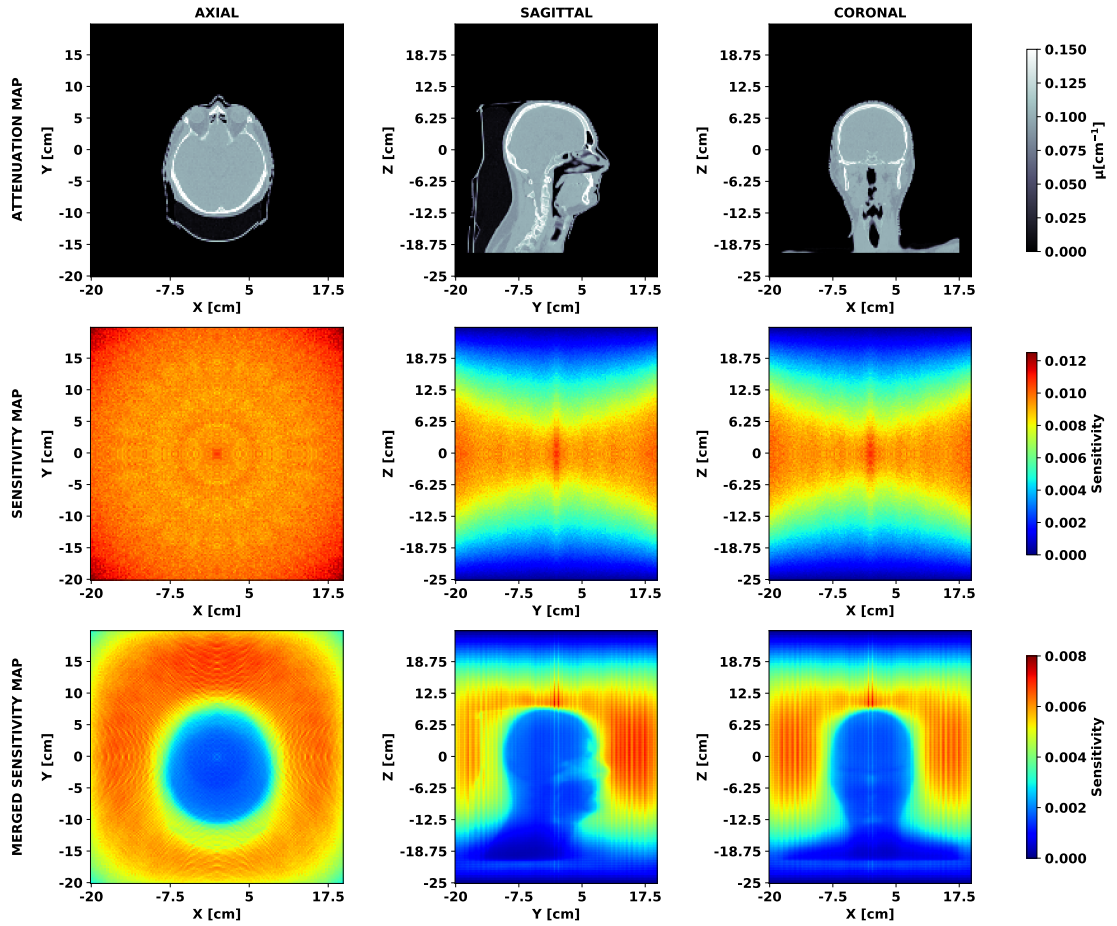 AXIAL SAGITTAL CORONAL
ATTENUATION MAP
Y [cm]
15
10
5
0
-5
-10
-15
-20
-20 -7.5 5 17.5
X [cm]
Z [cm]
18.75
12.5
6.25
0
-6.25
-12.5
-18.75
-25
-20 -7.5 5 17.5
Y [cm]
Z [cm]
18.75
12.5
6.25
0
-6.25
-12.5
-18.75
-25
-20 -7.5 5 17.5
X [cm]
0.150
0.125
0.100
0.075
0.050
0.025
0.000
μ[cm⁻¹]
SENSITIVITY MAP
Y [cm]
15
10
5
0
-5
-10
-15
-20
-20 -7.5 5 17.5
X [cm]
Z [cm]
18.75
12.5
6.25
0
-6.25
-12.5
-18.75
-25
-20 -7.5 5 17.5
Y [cm]
Z [cm]
18.75
12.5
6.25
0
-6.25
-12.5
-18.75
-25
-20 -7.5 5 17.5
X [cm]
0.012
0.010
0.008
0.006
0.004
0.002
0.000
Sensitivity
MERGED SENSITIVITY MAP
Y [cm]
15
10
5
0
-5
-10
-15
-20
-20 -7.5 5 17.5
X [cm]
Z [cm]
18.75
12.5
6.25
0
-6.25
-12.5
-18.75
-25
-20 -7.5 5 17.5
Y [cm]
Z [cm]
18.75
12.5
6.25
0
-6.25
-12.5
-18.75
-25
-20 -7.5 5 17.5
X [cm]
0.008
0.006
0.004
0.002
0.000
Sensitivity